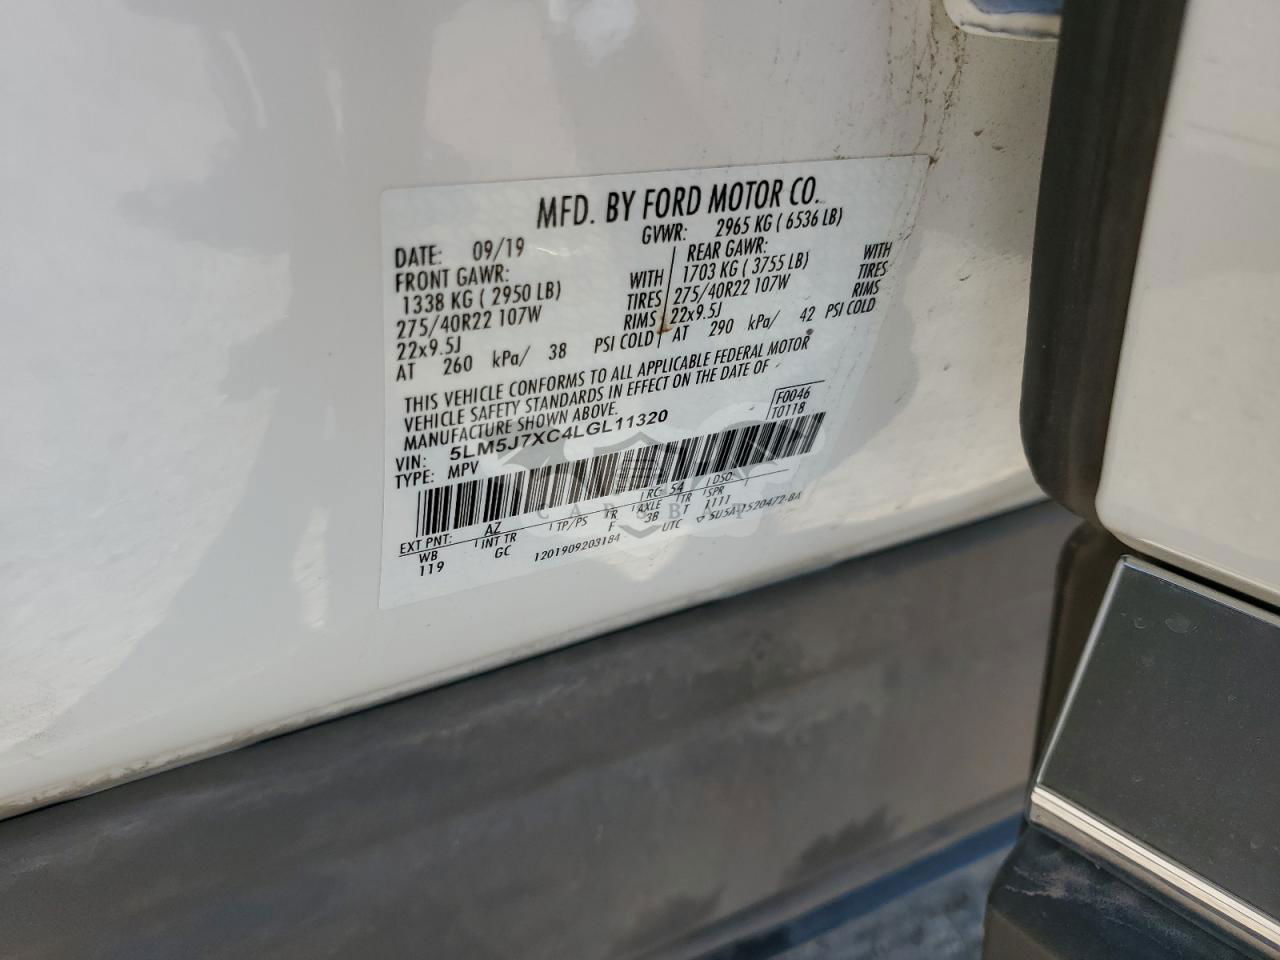 MFD. BY FORD MOTOR CO.
DATE: 09/19 GVWR: 2965 KG ( 6536 LB)
FRONT GAWR: WITH REAR GAWR: WITH
1338 KG ( 2950 LB) TIRES 1703 KG ( 3755 LB) TIRES
275/40R22 107W RIMS 275/40R22 107W RIMS
22x9.5J 22x9.5J
AT 260 kPa/ 38 PSI COLD AT 290 kPa/ 42 PSI COLD
THIS VEHICLE CONFORMS TO ALL APPLICABLE FEDERAL MOTOR
VEHICLE SAFETY STANDARDS IN EFFECT ON THE DATE OF
MANUFACTURE SHOWN ABOVE.
VIN: 5LM5J7XC4LGL11320 F0046
TYPE: MPV T0118
EXT PNT: AZ RC: 54 DSO:
WB INT TR TP/PS R AXLE TR SPR
119 GC F 3B T 1111
1201909203184 UTC 5U5A-1520472-BA